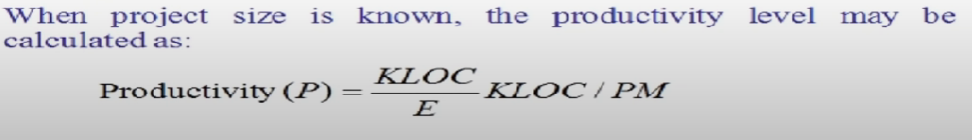 When project size is known, the productivity level may be
calculated as:
Productivity (P) = KLOC / E KLOC / PM